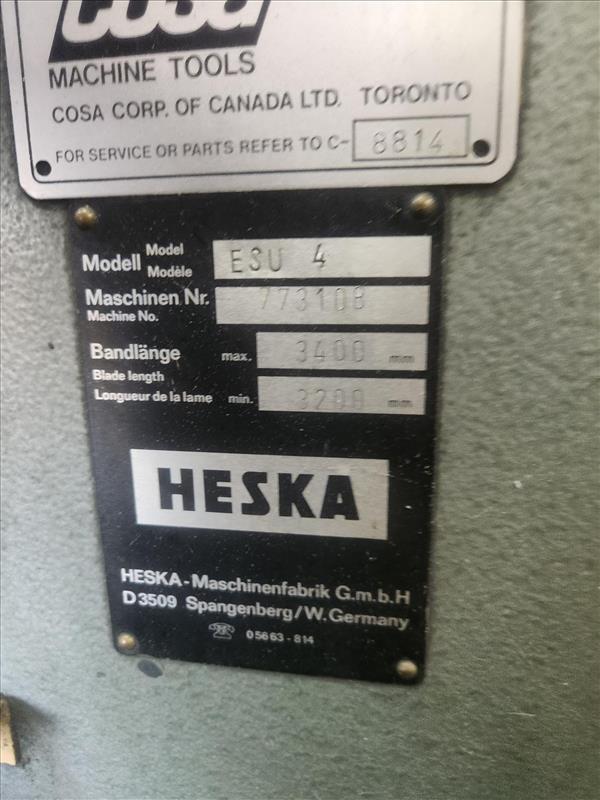 cosa
MACHINE TOOLS
COSA CORP. OF CANADA LTD. TORONTO
FOR SERVICE OR PARTS REFER TO C- 8814
Modell Model Modèle ESU 4
Maschinen Nr. 773108
Machine No.
Bandlänge max. 3400 mm
Blade length
Longueur de la lame min. 3200 mm
HESKA
HESKA-Maschinenfabrik G.m.b.H
D3509 Spangenberg/W.Germany
☎ 05663-814